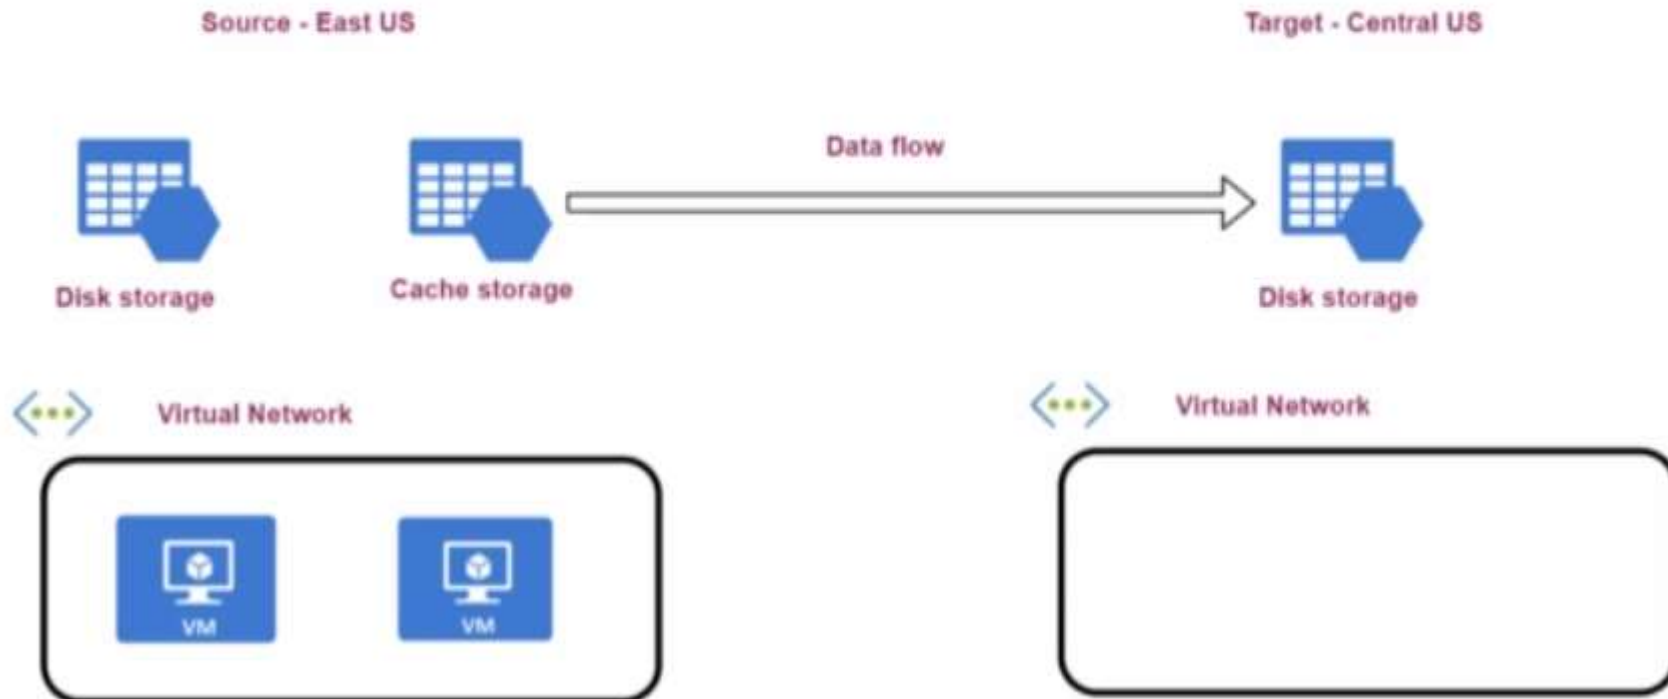 Source - East US
Target - Central US
Data flow
Disk storage
Cache storage
Disk storage
Virtual Network
Virtual Network
VM
VM